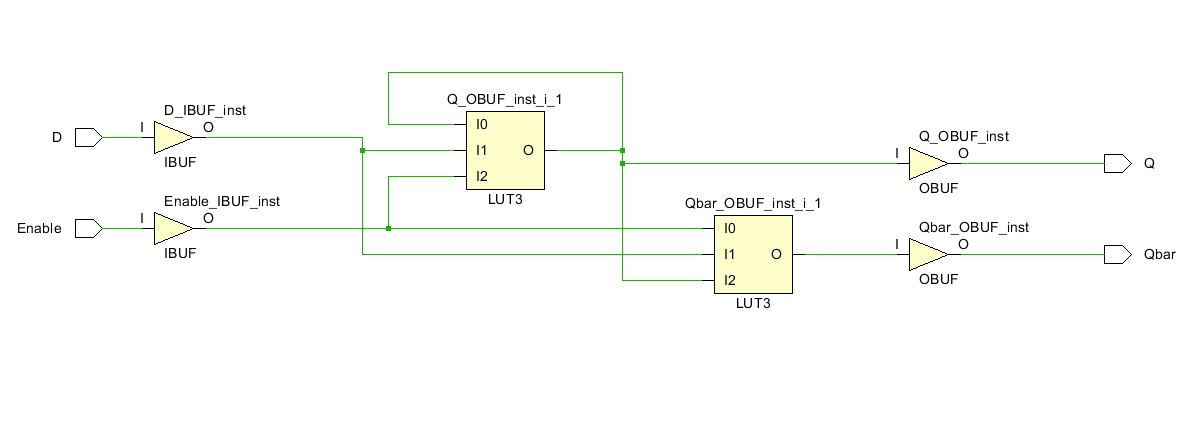 D
I
D_IBUF_inst
O
IBUF
Enable
I
Enable_IBUF_inst
O
IBUF
Q_OBUF_inst_i_1
I0
I1
I2
O
LUT3
Qbar_OBUF_inst_i_1
I0
I1
I2
O
LUT3
Q_OBUF_inst
I
O
OBUF
Q
Qbar_OBUF_inst
I
O
OBUF
Qbar